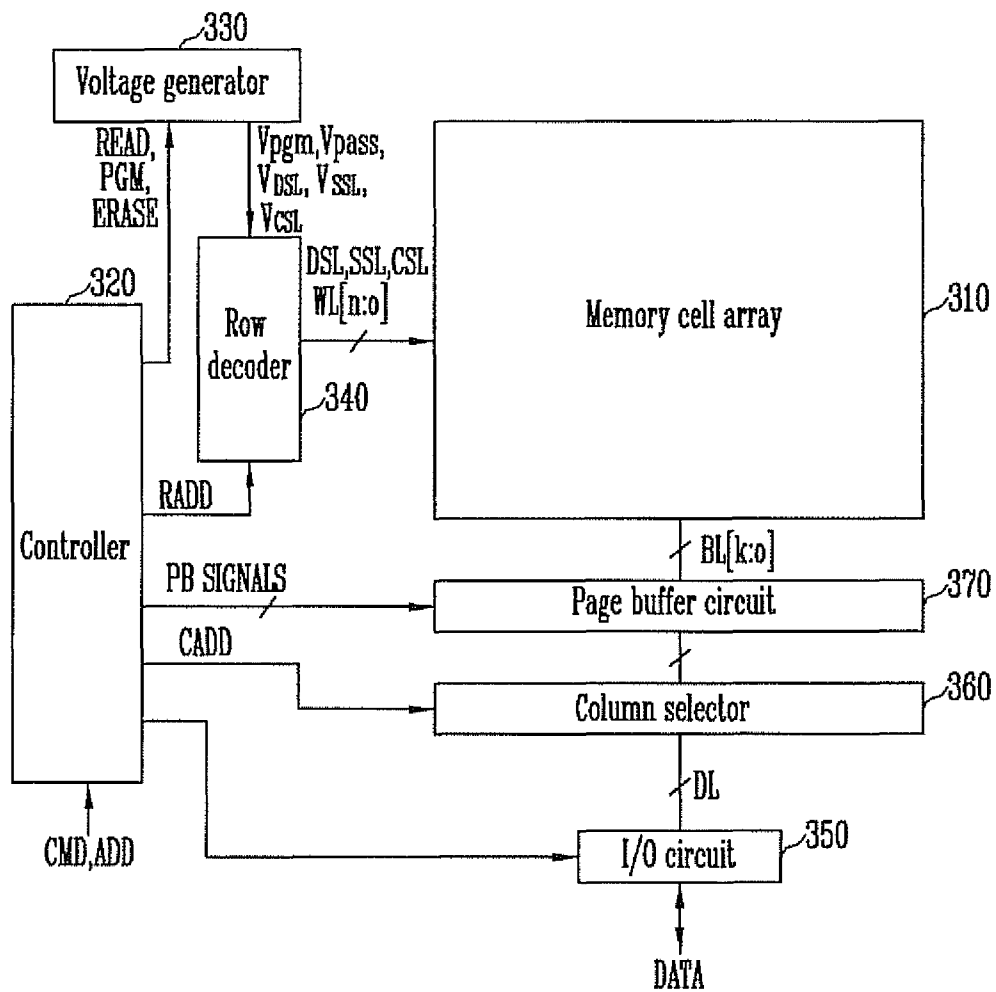 330
Voltage generator
READ,
PGM,
ERASE
Vpgm,Vpass,
VDSL, VSSL,
VCSL
320
Controller
Row
decoder
340
DSL,SSL,CSL
WL[n:o]
Memory cell array
310
RADD
BL[k:o]
PB SIGNALS
Page buffer circuit
370
CADD
Column selector
360
DL
CMD,ADD
I/O circuit
350
DATA